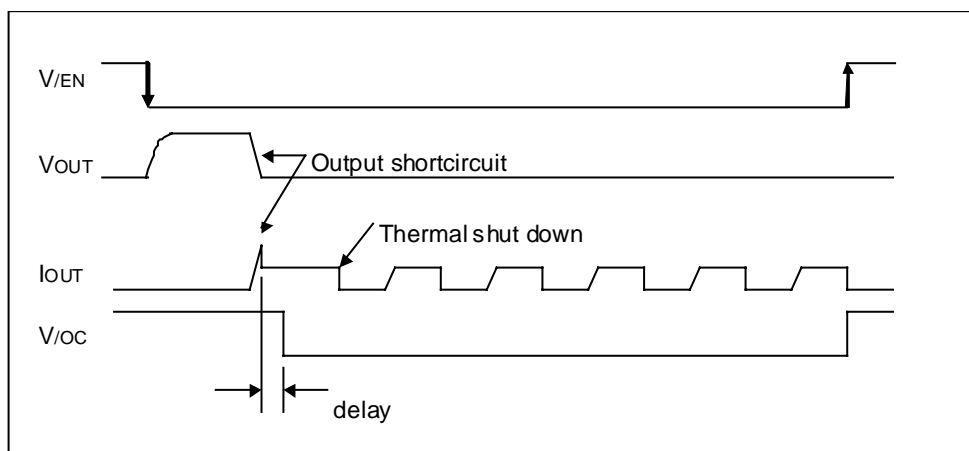 V/EN
VOUT
Output shortcircuit
Thermal shut down
IOUT
V/OC
delay